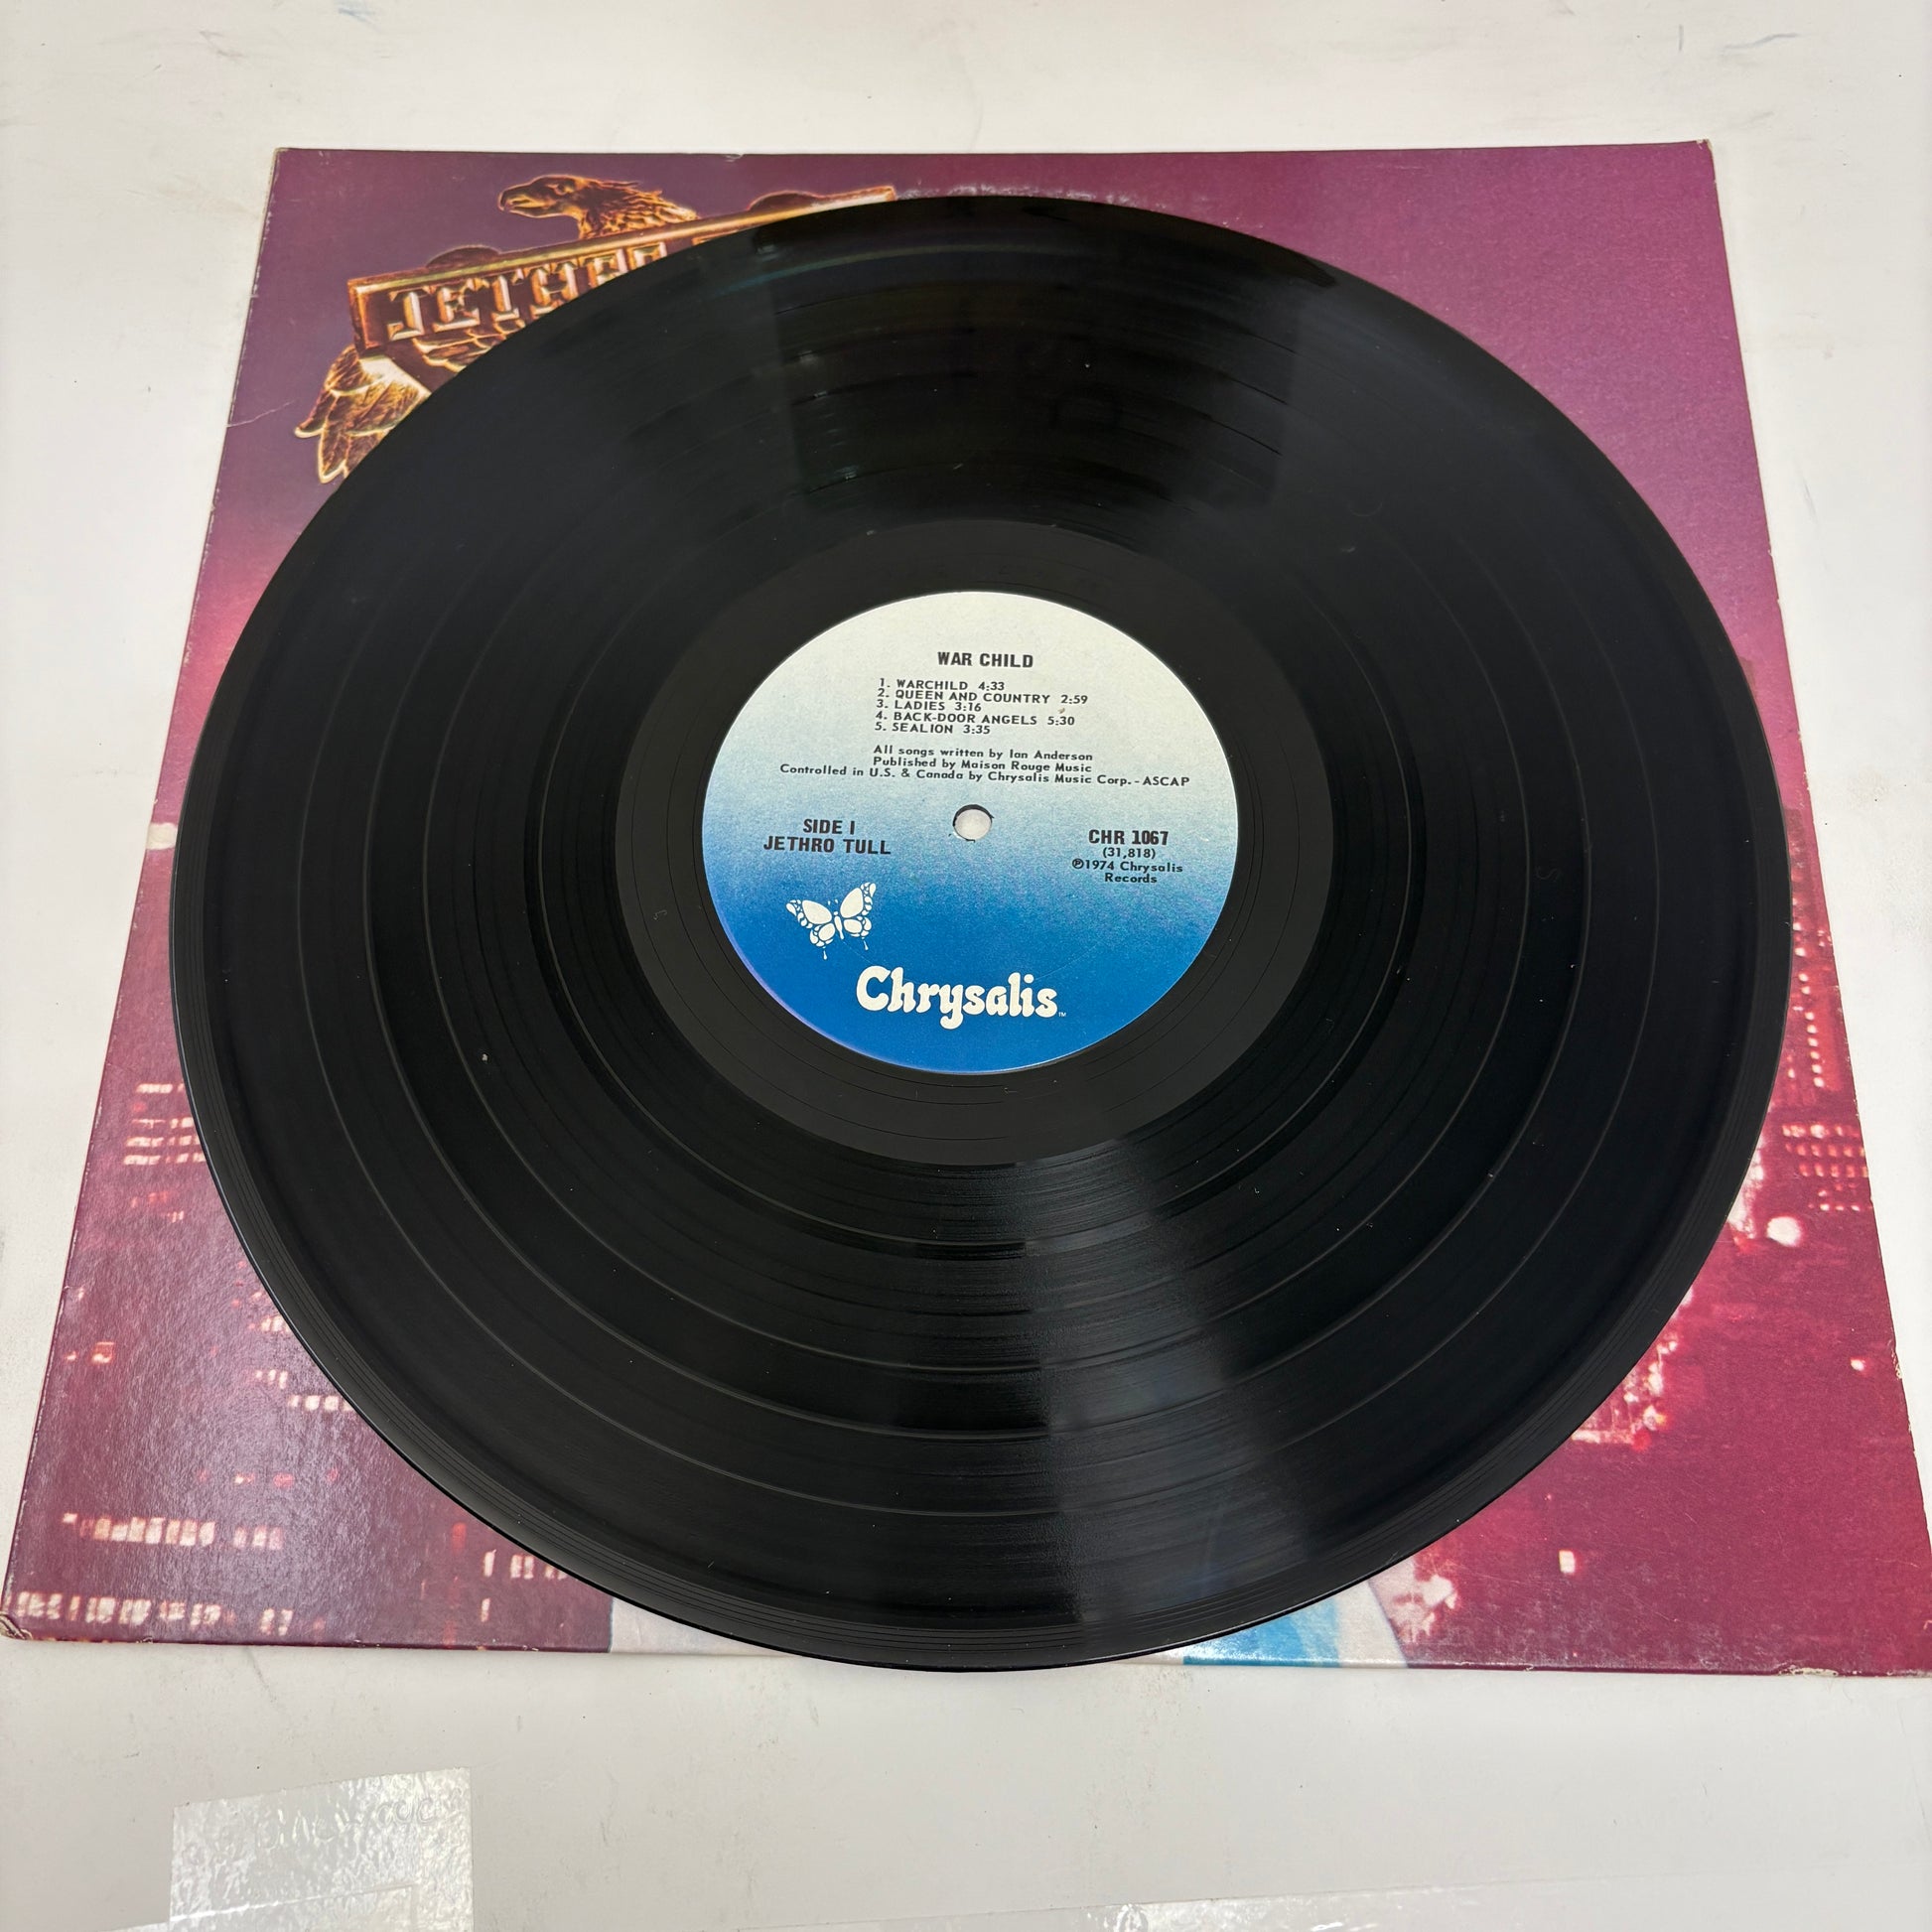 JETHRO
WAR CHILD
1. WARCHILD 4:33
2. QUEEN AND COUNTRY 2:59
3. LADIES 3:16
4. BACK-DOOR ANGELS 5:30
5. SEALION 3:35
All songs written by Ian Anderson
Published by Maison Rouge Music
Controlled in U.S. & Canada by Chrysalis Music Corp. - ASCAP
SIDE I
JETHRO TULL
CHR 1067
(31,818)
℗1974 Chrysalis
Records
Chrysalis™